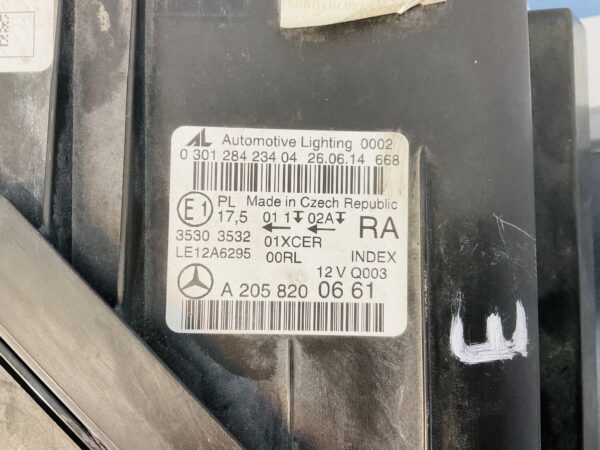 AL Automotive Lighting 0002
0 301 284 234 04 26.06.14 668
E1 PL Made in Czech Republic
17,5 01 1 02A RA
3530 3532 01XCER
LE12A6295 00RL INDEX
12 V Q003
A 205 820 06 61
E